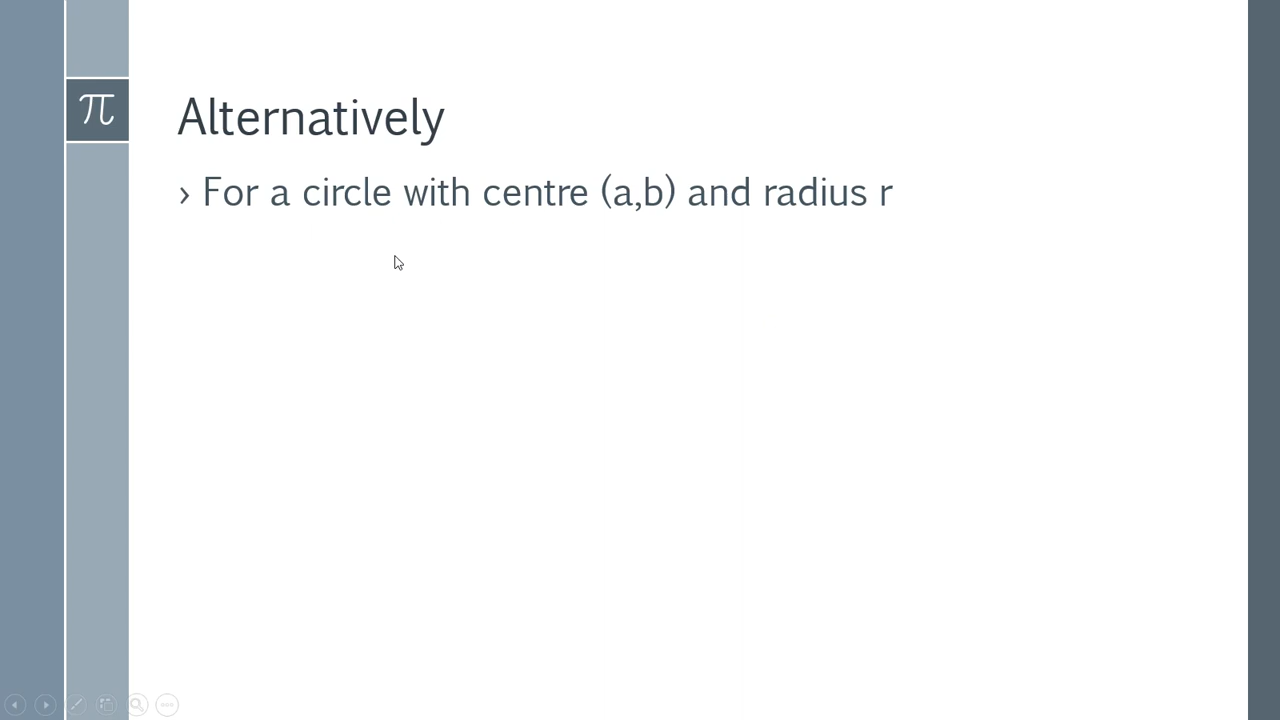 π
Alternatively
› For a circle with centre (a,b) and radius r